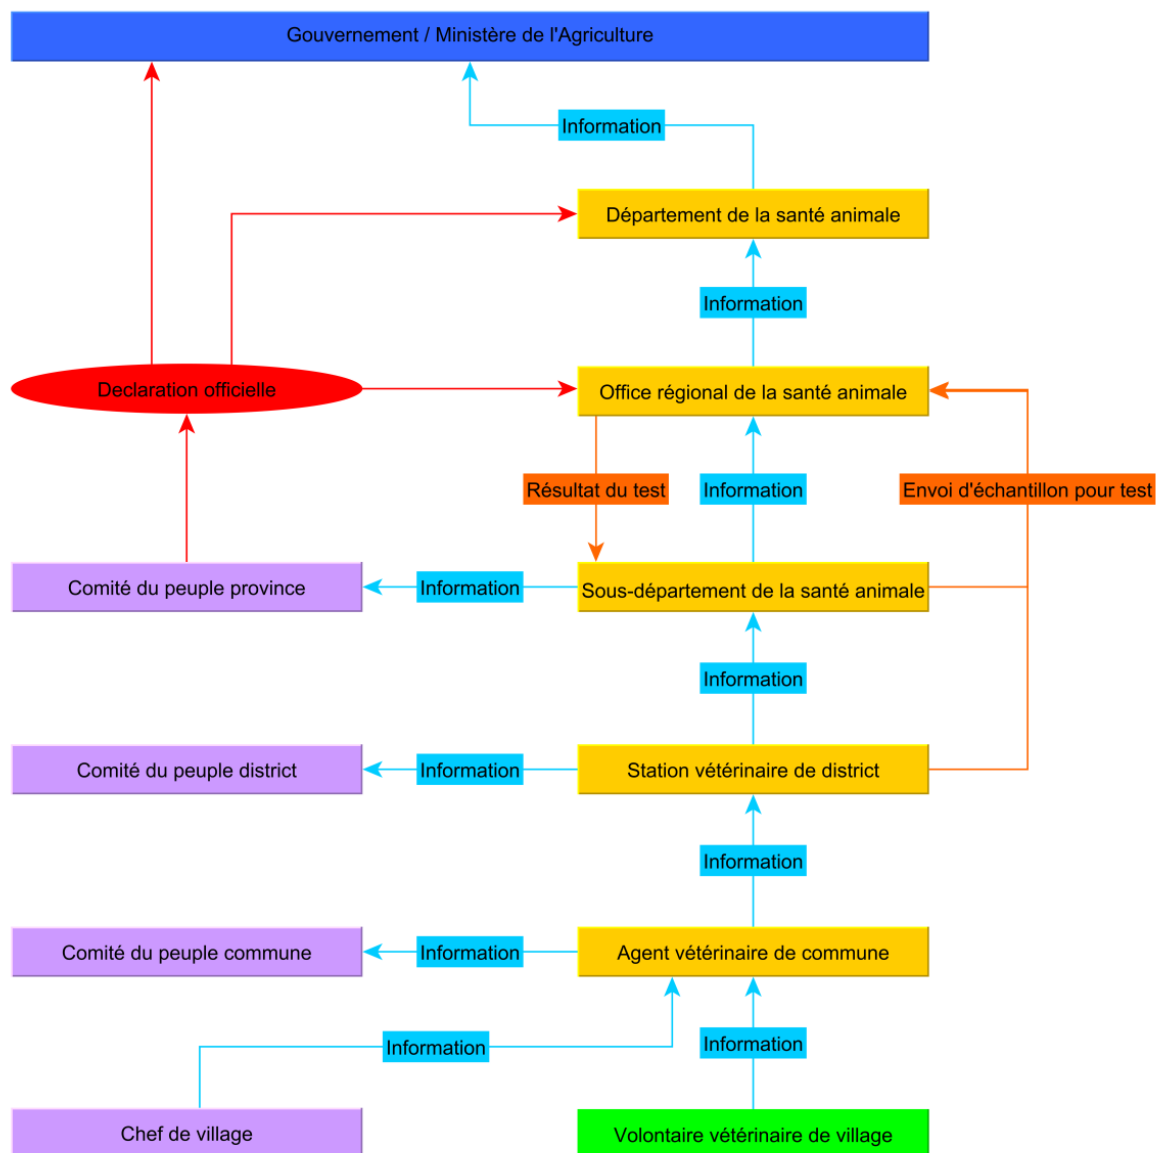 Gouvernement / Ministère de l'Agriculture
Information
Département de la santé animale
Information
Declaration officielle
Office régional de la santé animale
Résultat du test
Information
Envoi d'échantillon pour test
Comité du peuple province
Information
Sous-département de la santé animale
Information
Comité du peuple district
Information
Station vétérinaire de district
Information
Comité du peuple commune
Information
Agent vétérinaire de commune
Information
Information
Chef de village
Volontaire vétérinaire de village